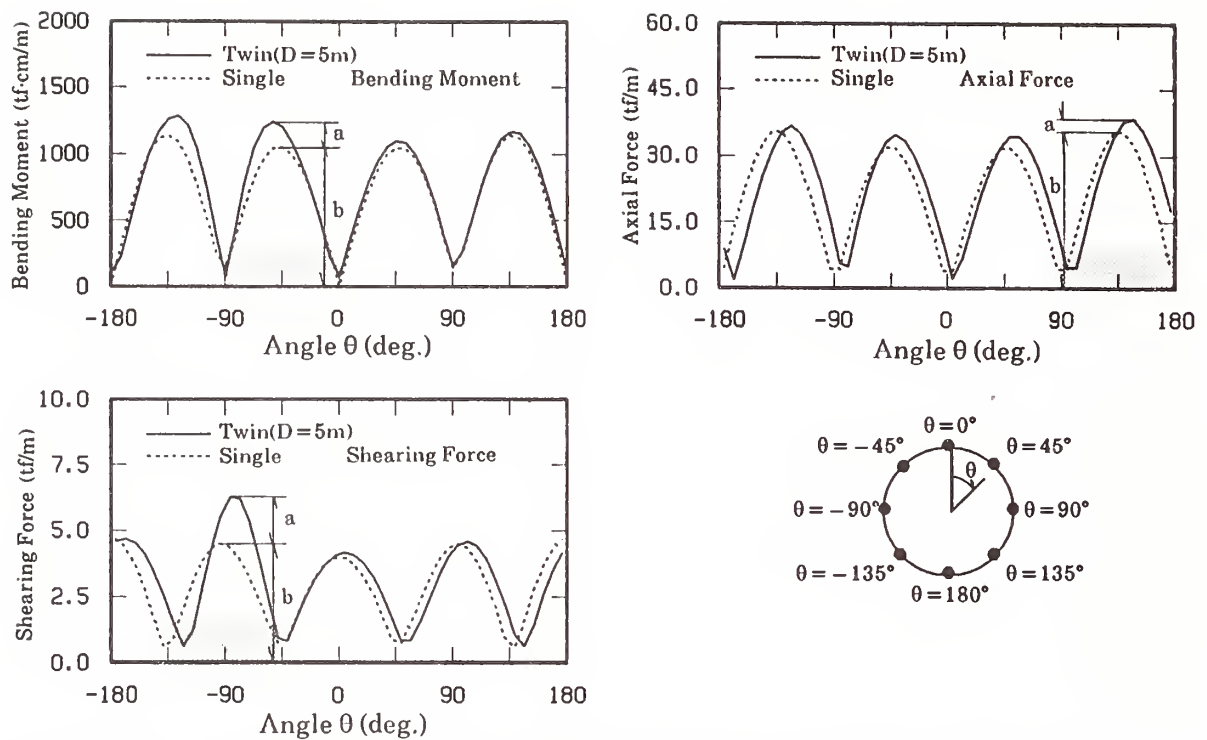 2000
1500
1000
500
0
Bending Moment (tf·cm/m)
Twin(D=5m)
Single Bending Moment
a
b
-180 -90 0 90 180
Angle θ (deg.)
60.0
45.0
30.0
15.0
0.0
Axial Force (tf/m)
Twin(D=5m)
Single Axial Force
a
b
-180 -90 0 90 180
Angle θ (deg.)
10.0
7.5
5.0
2.5
0.0
Shearing Force (tf/m)
Twin(D=5m)
Single Shearing Force
a
b
-180 -90 0 90 180
Angle θ (deg.)
θ=0°
θ=-45° θ=45°
θ
θ=-90° θ=90°
θ=-135° θ=135°
θ=180°